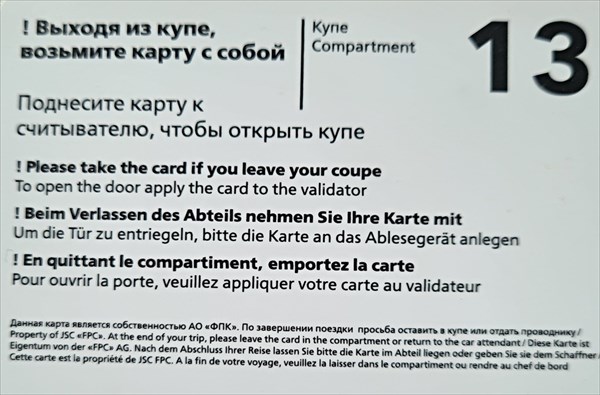 ! Выходя из купе,
возьмите карту с собой
Купе
Compartment
13
Поднесите карту к
считывателю, чтобы открыть купе
! Please take the card if you leave your coupe
To open the door apply the card to the validator
! Beim Verlassen des Abteils nehmen Sie Ihre Karte mit
Um die Tür zu entriegeln, bitte die Karte an das Ablesegerät anlegen
! En quittant le compartiment, emportez la carte
Pour ouvrir la porte, veuillez appliquer votre carte au validateur
Данная карта является собственностью АО «ФПК». По завершении поездки просьба оставить в купе или отдать проводнику /
Property of JSC «FPC». At the end of your trip, please leave the card in the compartment or return to the car attendant / Diese Karte ist
Eigentum von der «FPC» AG. Nach dem Abschluss Ihrer Reise lassen Sie bitte die Karte im Abteil liegen oder geben Sie sie dem Schaffner /
Cette carte est la propriété de JSC FPC. A la fin de votre voyage, veuillez la laisser dans le compartiment ou rendre au chef de bord